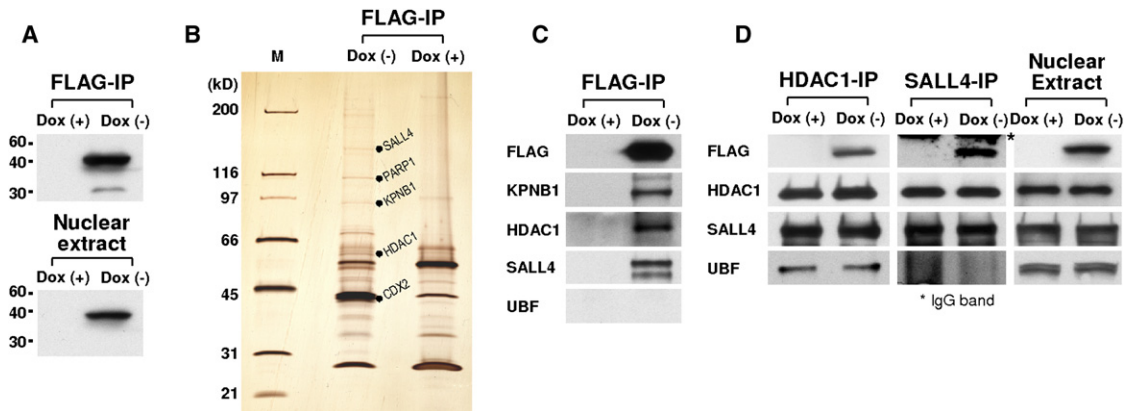 A
FLAG-IP
Dox (+) Dox (-)
60
40
30
Nuclear
extract
Dox (+) Dox (-)
60
40
30
B
FLAG-IP
M Dox (-) Dox (+)
(kD)
200
116
97
66
45
31
21
SALL4
PARP1
KPNB1
HDAC1
CDX2
C
FLAG-IP
Dox (+) Dox (-)
FLAG
KPNB1
HDAC1
SALL4
UBF
D
HDAC1-IP SALL4-IP Nuclear
Extract
Dox (+) Dox (-) Dox (+) Dox (-) Dox (+) Dox (-)
*
FLAG
HDAC1
SALL4
UBF
* IgG band